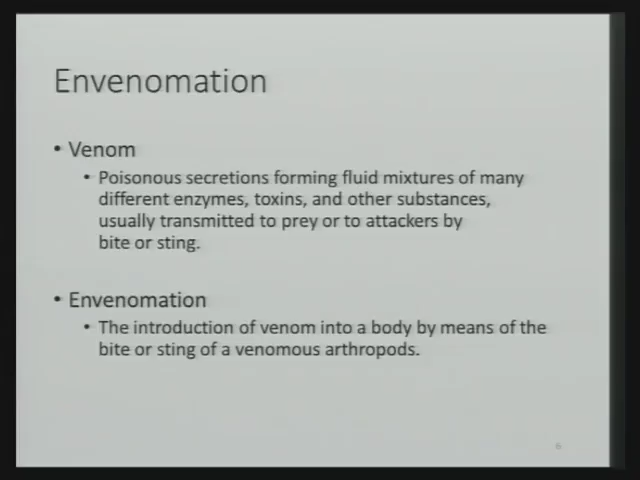 Envenomation
• Venom
• Poisonous secretions forming fluid mixtures of many
different enzymes, toxins, and other substances,
usually transmitted to prey or to attackers by
bite or sting.
• Envenomation
• The introduction of venom into a body by means of the
bite or sting of a venomous arthropods.
6